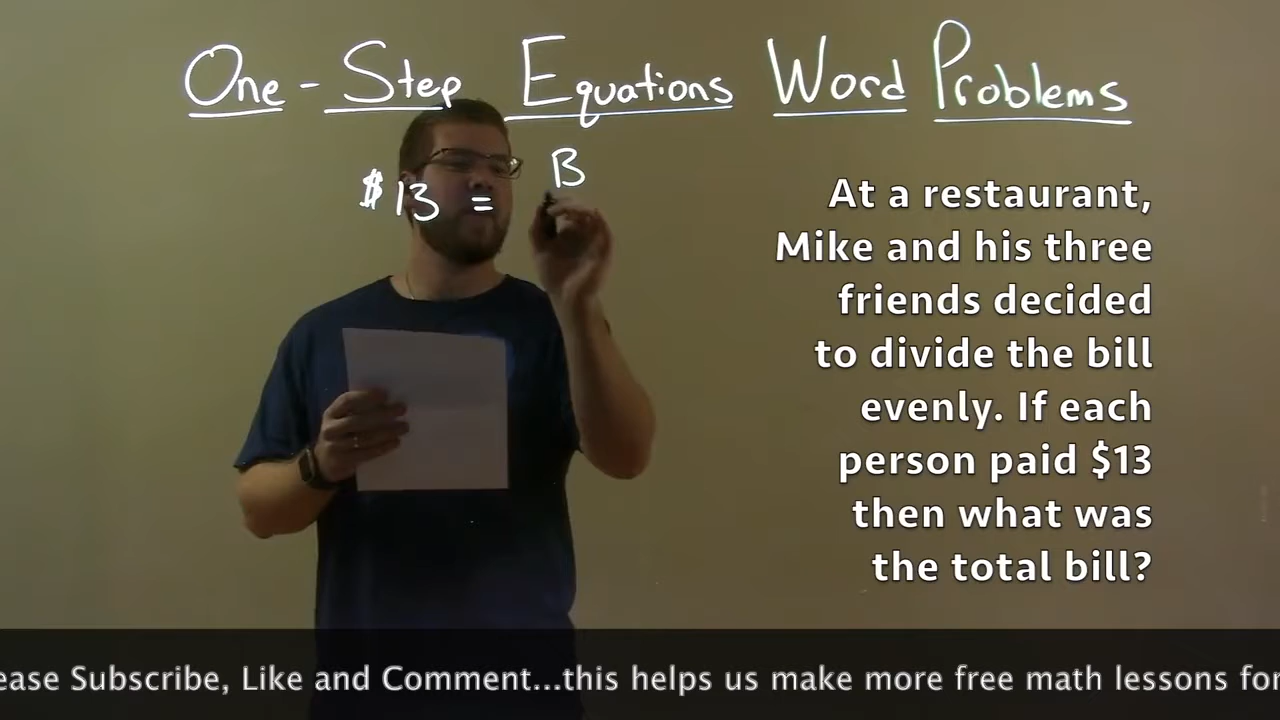 One-Step Equations Word Problems
$13 = B
At a restaurant,
Mike and his three
friends decided
to divide the bill
evenly. If each
person paid $13
then what was
the total bill?
ease Subscribe, Like and Comment...this helps us make more free math lessons for